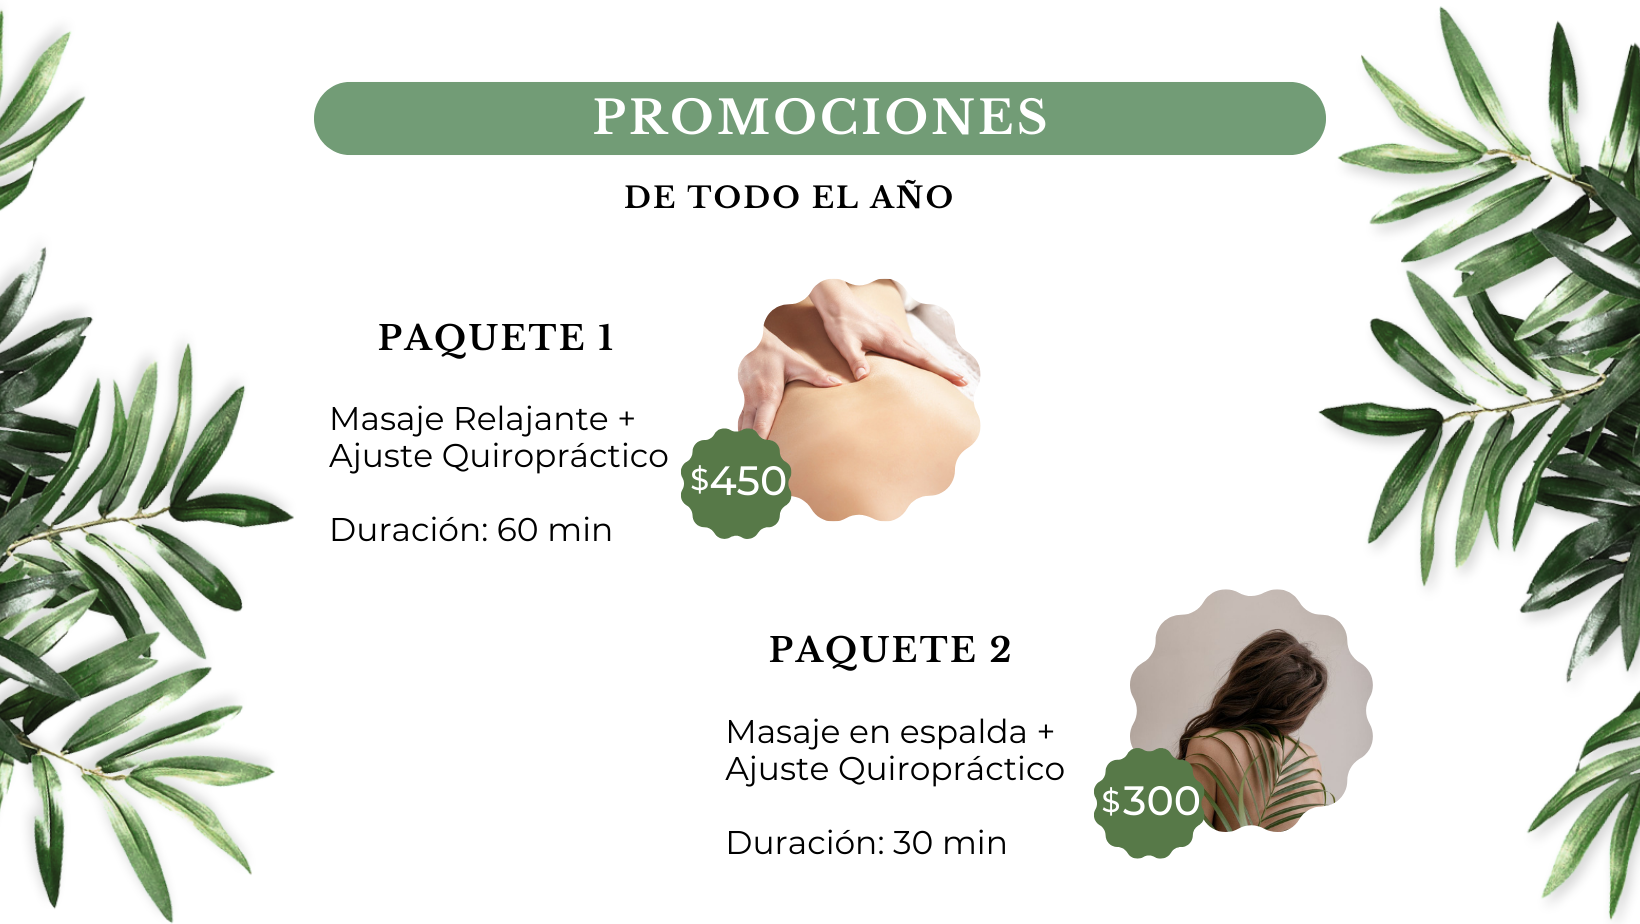 PROMOCIONES
DE TODO EL AÑO
PAQUETE 1
Masaje Relajante +
Ajuste Quiropráctico
Duración: 60 min
$450
PAQUETE 2
Masaje en espalda +
Ajuste Quiropráctico
Duración: 30 min
$300